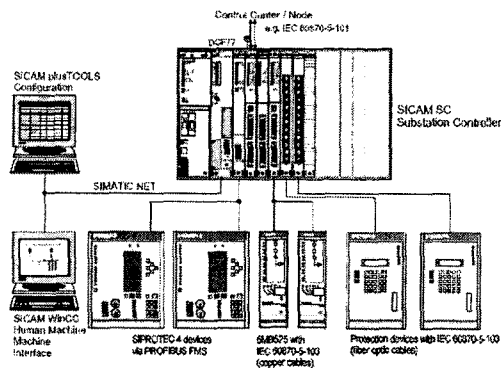 Control Center / Node
e.g. IEC 60870-5-101
DCF77
SICAM plusTOOLS
Configuration
SICAM SC
Substation Controller
SIMATIC NET
SICAM WinCC
Human Machine
Machine
Interface
SIPROTEC 4 devices
via PROFIBUS FMS
6MB525 with
IEC 60870-5-103
(copper cables)
Protection devices with IEC 60870-5-103
(fiber optic cables)